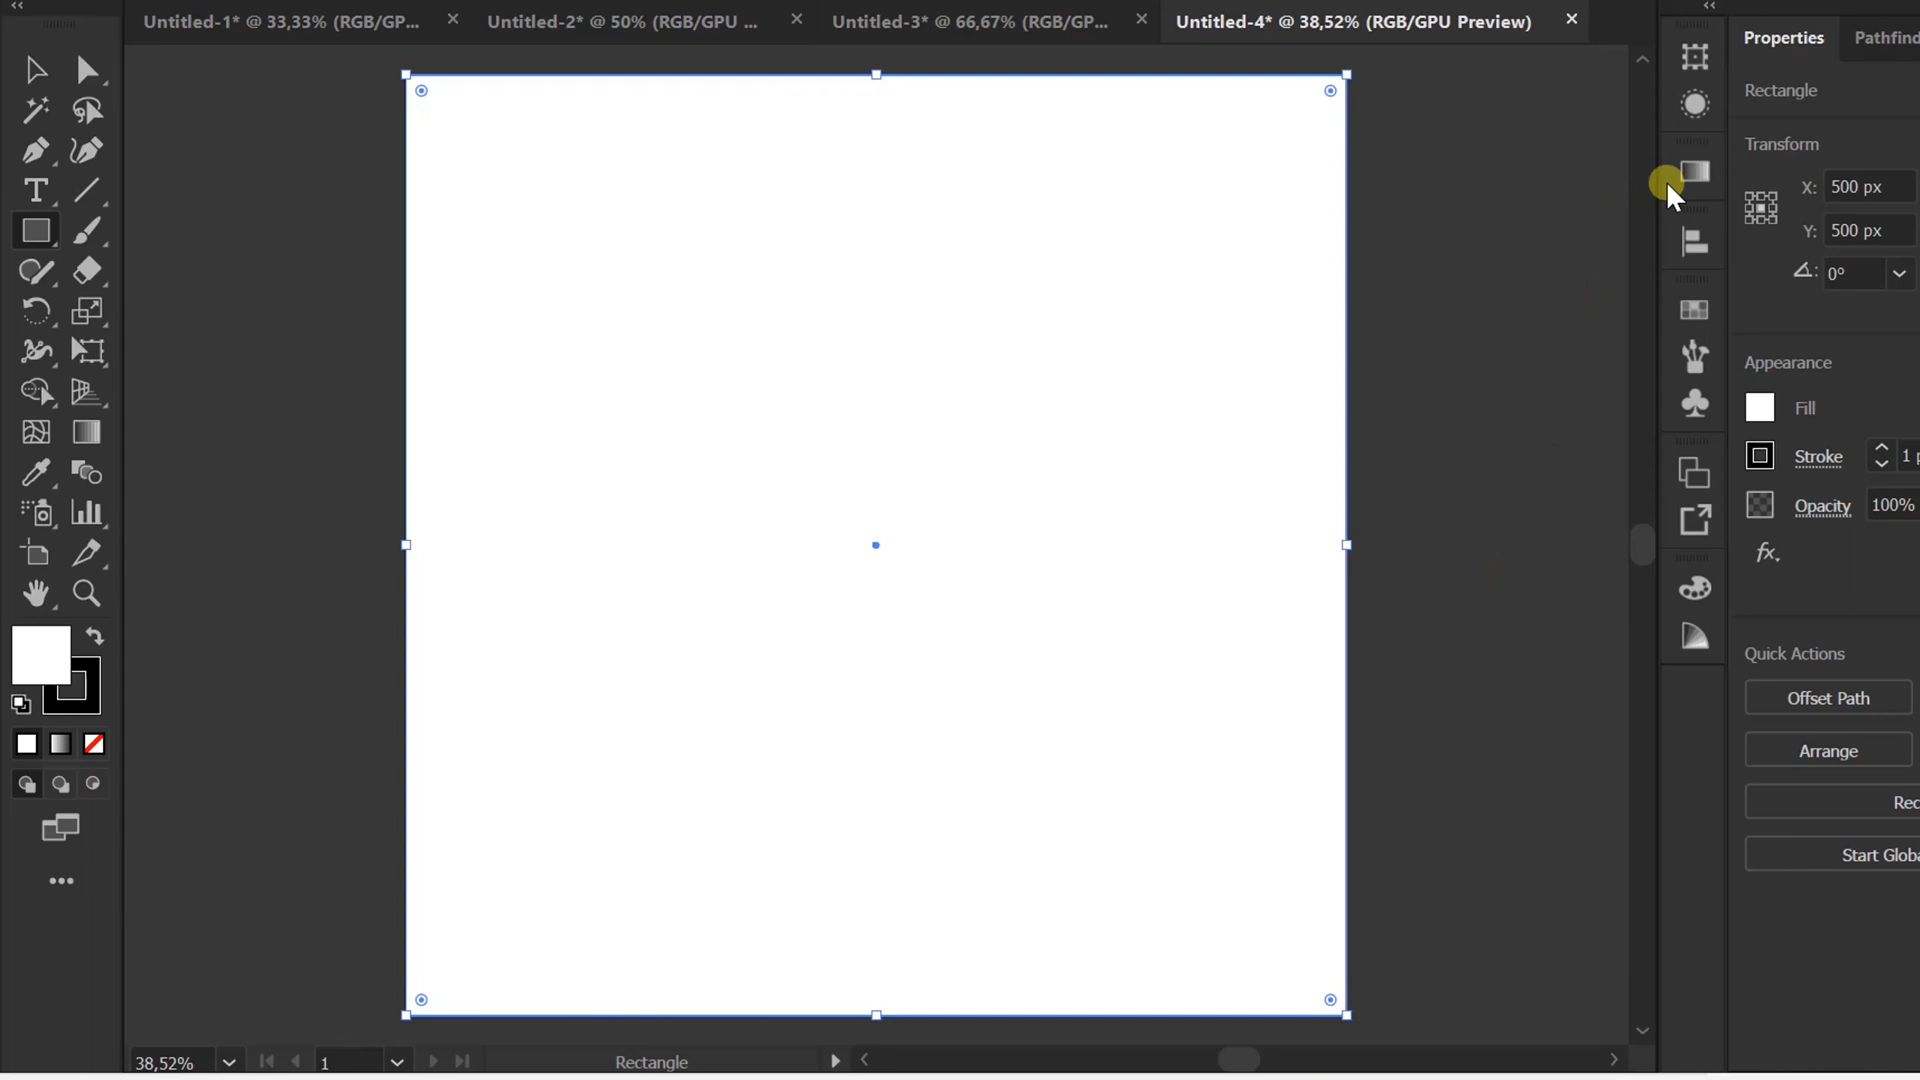 Untitled-1* @ 33,33% (RGB/GP...
Untitled-2* @ 50% (RGB/GPU ...
Untitled-3* @ 66,67% (RGB/GP...
Untitled-4* @ 38,52% (RGB/GPU Preview)
Properties
Pathfind
Rectangle
Transform
X: 500 px
Y: 500 px
0°
Appearance
Fill
Stroke 1 p
Opacity 100%
fx
Quick Actions
Offset Path
Arrange
Rec
Start Globa
38,52%
1
Rectangle